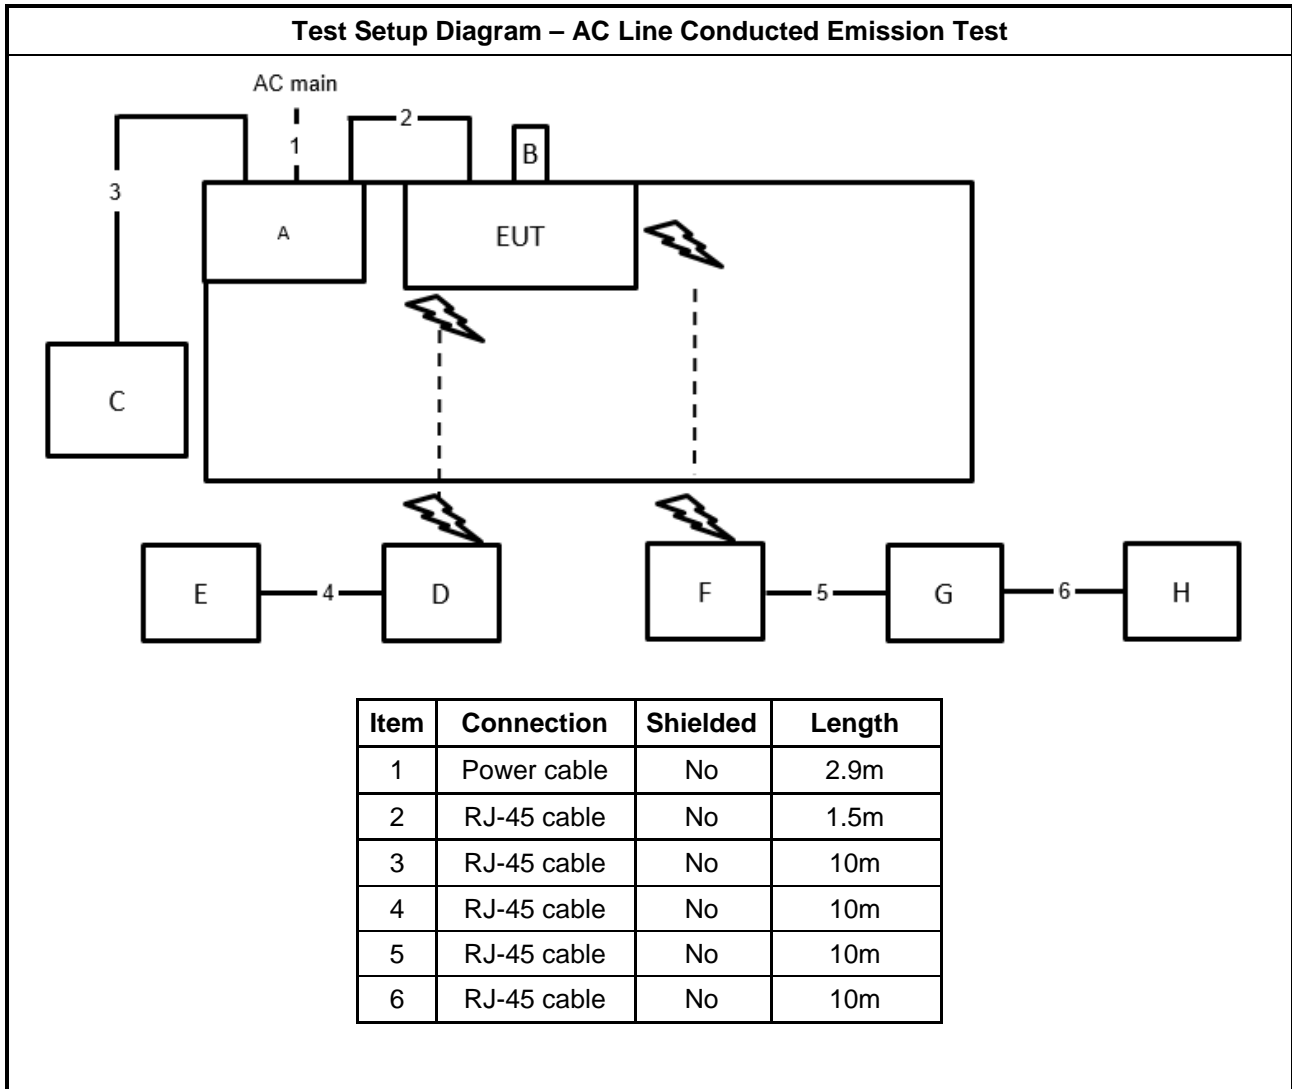 Test Setup Diagram – AC Line Conducted Emission Test
AC main
2
1
B
3
A
EUT
C
E
4
D
F
5
G
6
H
Item Connection Shielded Length
1 Power cable No 2.9m
2 RJ-45 cable No 1.5m
3 RJ-45 cable No 10m
4 RJ-45 cable No 10m
5 RJ-45 cable No 10m
6 RJ-45 cable No 10m